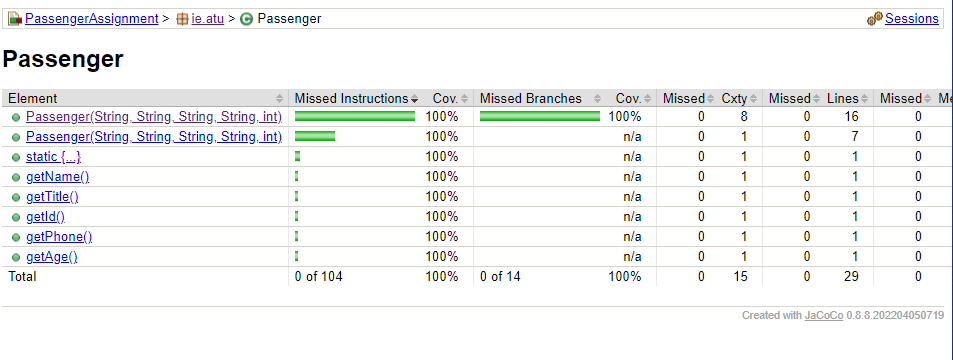 PassengerAssignment > ie.atu > Passenger Sessions
Passenger
Element Missed Instructions Cov. Missed Branches Cov. Missed Cxty Missed Lines Missed Me
Passenger(String, String, String, String, int) 100% 100% 0 8 0 16 0
Passenger(String, String, String, String, int) 100% n/a 0 1 0 7 0
static {...} 100% n/a 0 1 0 1 0
getName() 100% n/a 0 1 0 1 0
getTitle() 100% n/a 0 1 0 1 0
getId() 100% n/a 0 1 0 1 0
getPhone() 100% n/a 0 1 0 1 0
getAge() 100% n/a 0 1 0 1 0
Total 0 of 104 100% 0 of 14 100% 0 15 0 29 0
Created with JaCoCo 0.8.8.202204050719